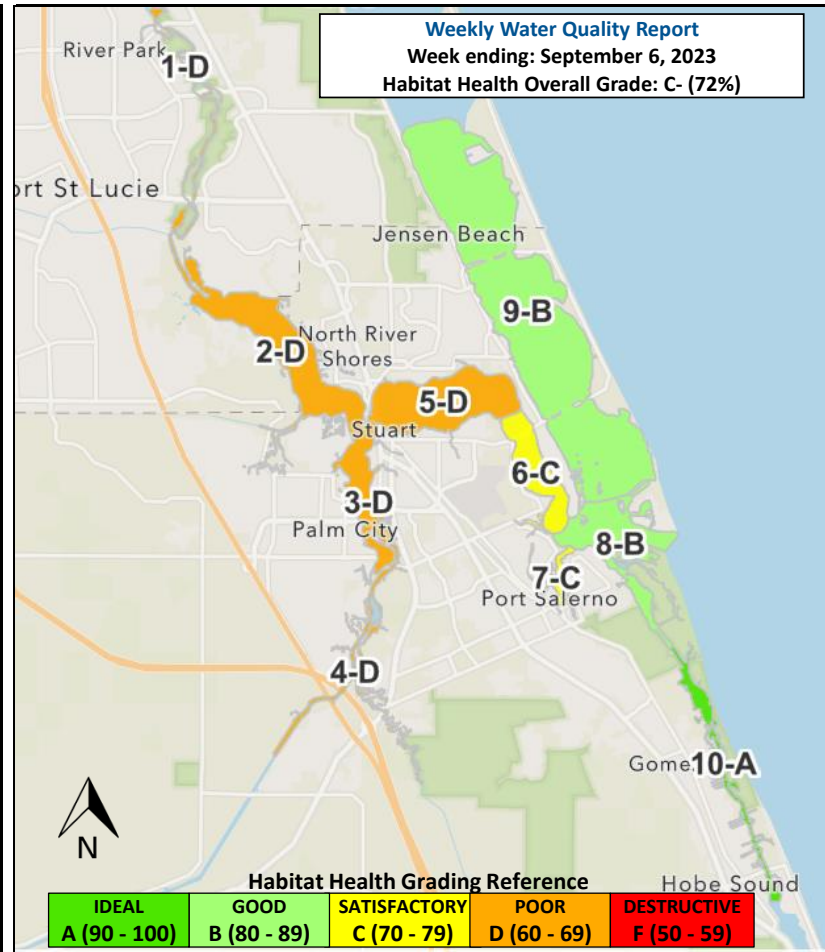 Weekly Water Quality Report
Week ending: September 6, 2023
Habitat Health Overall Grade: C- (72%)
River Park
1-D
ort St Lucie
Jensen Beach
9-B
North River
Shores
2-D
5-D
Stuart
6-C
3-D
Palm City
8-B
7-C
Port Salerno
4-D
Gome
10-A
N
Hobe Sound
Habitat Health Grading Reference
IDEAL GOOD SATISFACTORY POOR DESTRUCTIVE
A (90 - 100) B (80 - 89) C (70 - 79) D (60 - 69) F (50 - 59)